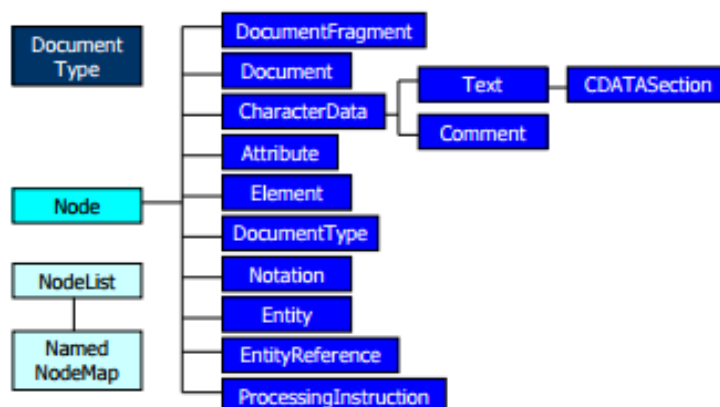 Document
Type
Node
NodeList
Named
NodeMap
DocumentFragment
Document
CharacterData
Text
CDATASection
Comment
Attribute
Element
DocumentType
Notation
Entity
EntityReference
ProcessingInstruction